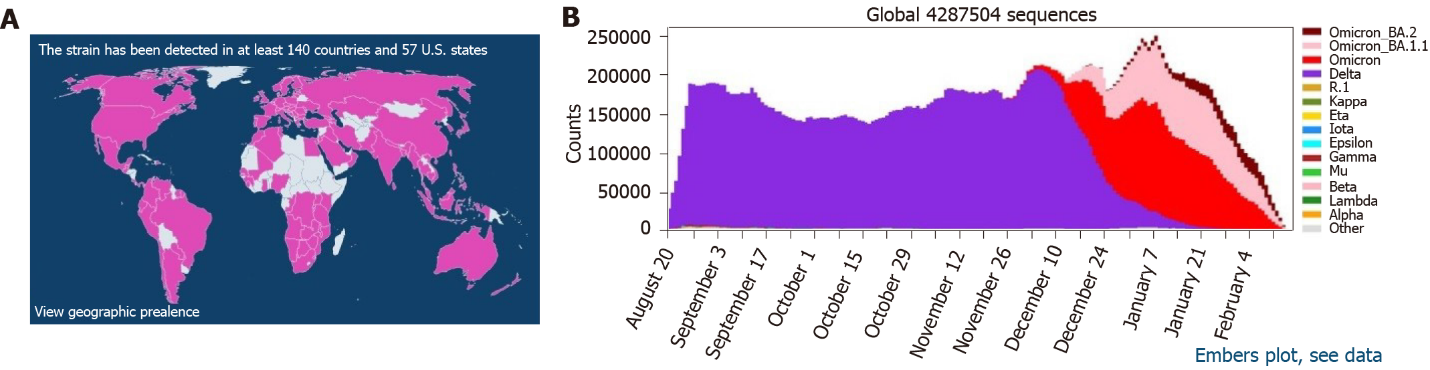 A
The strain has been detected in at least 140 countries and 57 U.S. states
View geographic prealence
B
Global 4287504 sequences
Counts
250000
200000
150000
100000
50000
0
August 20
September 3
September 17
October 1
October 15
October 29
November 12
November 26
December 10
December 24
January 7
January 21
February 4
Omicron_BA.2
Omicron_BA.1.1
Omicron
Delta
R.1
Kappa
Eta
Iota
Epsilon
Gamma
Mu
Beta
Lambda
Alpha
Other
Embers plot, see data